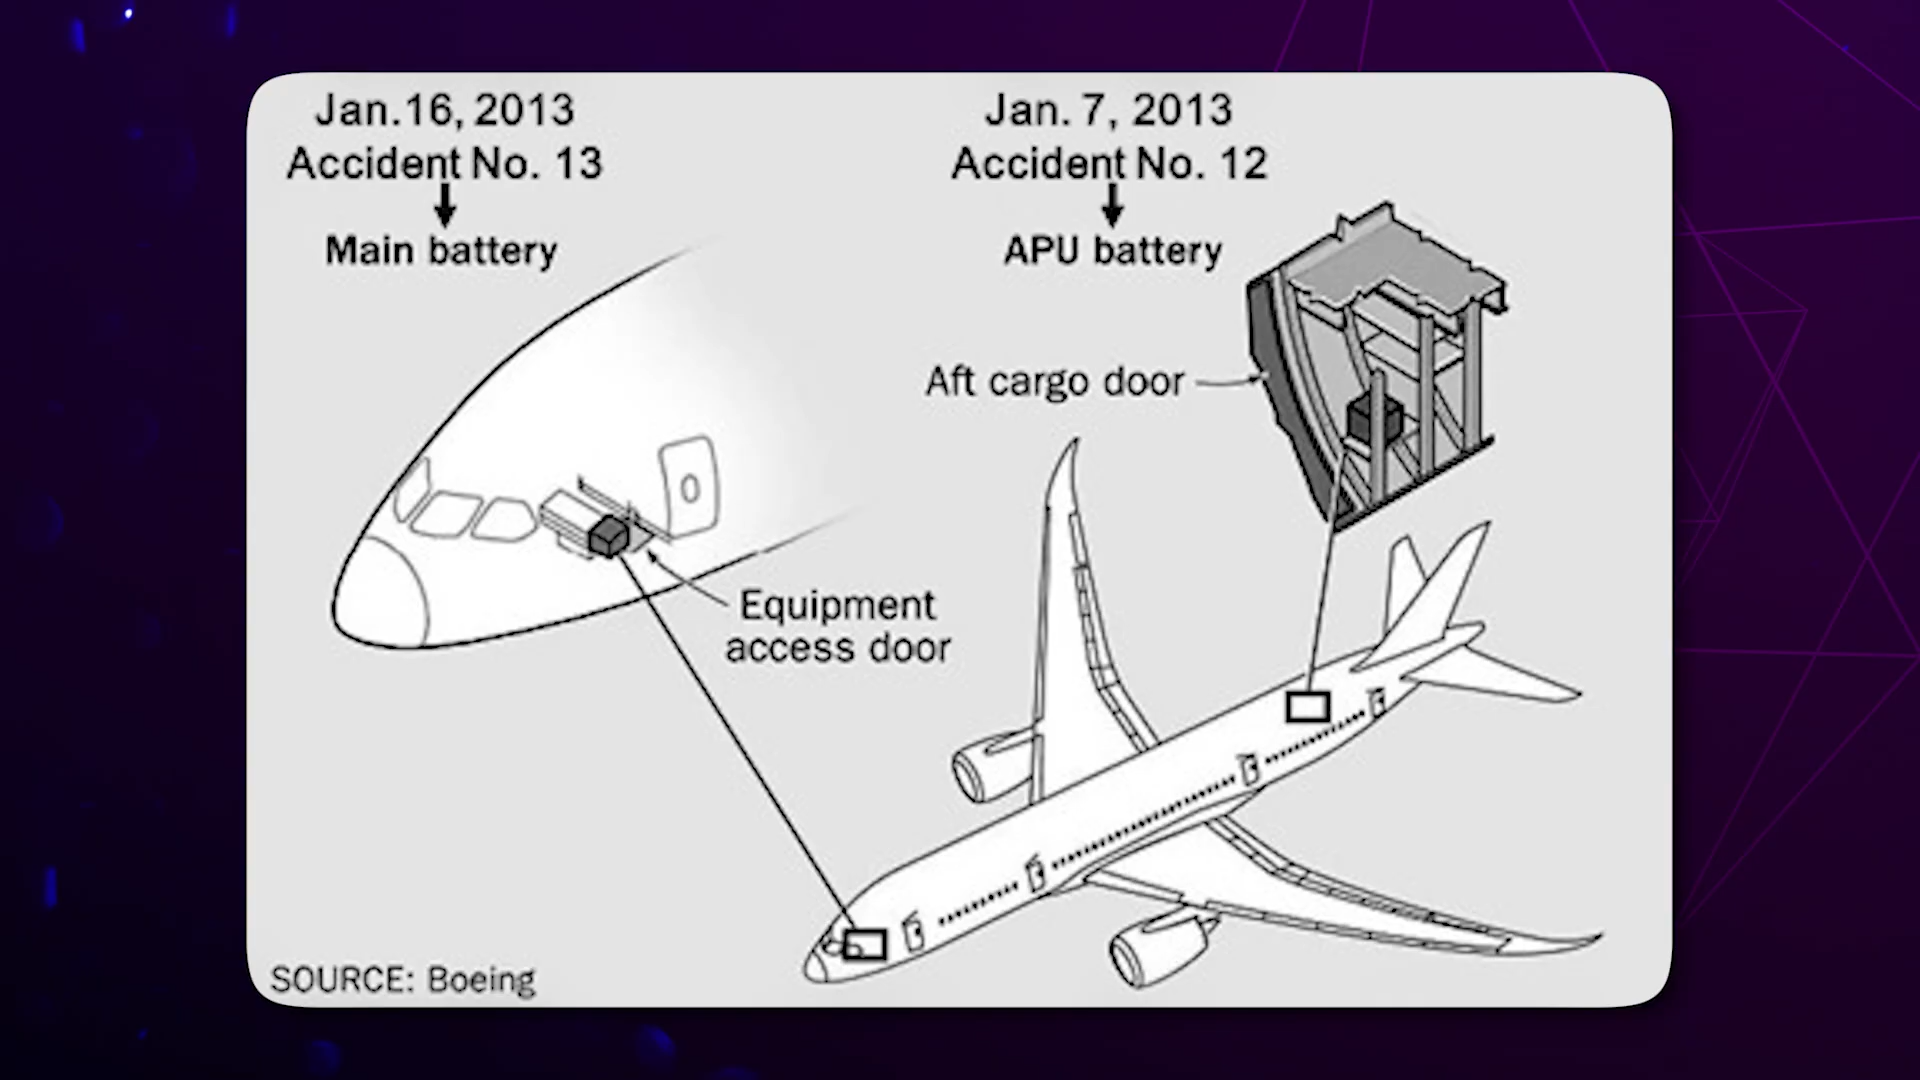 Jan.16, 2013
Accident No. 13
Main battery
Jan. 7, 2013
Accident No. 12
APU battery
Aft cargo door
Equipment
access door
SOURCE: Boeing